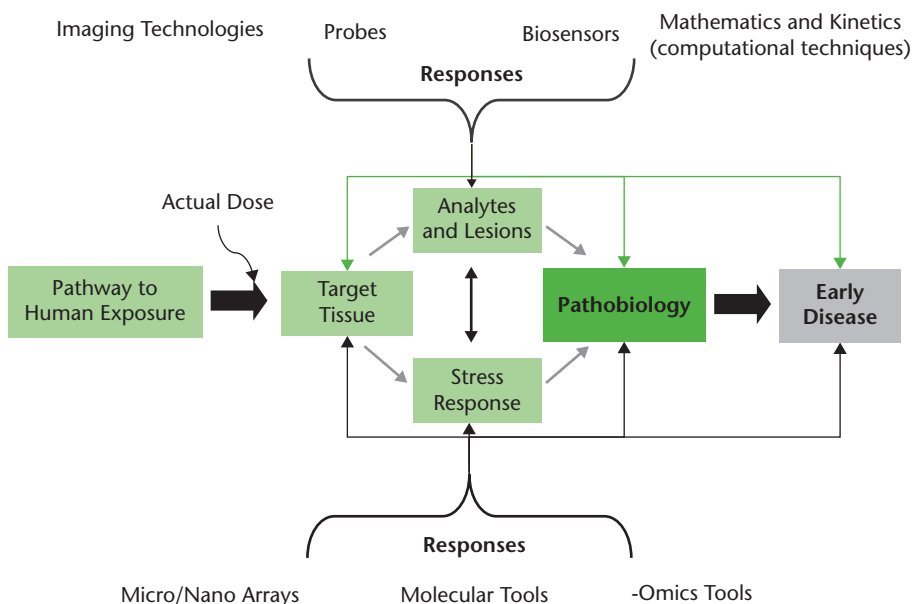 Imaging Technologies
Probes
Biosensors
Mathematics and Kinetics
(computational techniques)
Responses
Actual Dose
Analytes
and Lesions
Pathway to
Human Exposure
Target
Tissue
Pathobiology
Early
Disease
Stress
Response
Responses
Micro/Nano Arrays
Molecular Tools
-Omics Tools